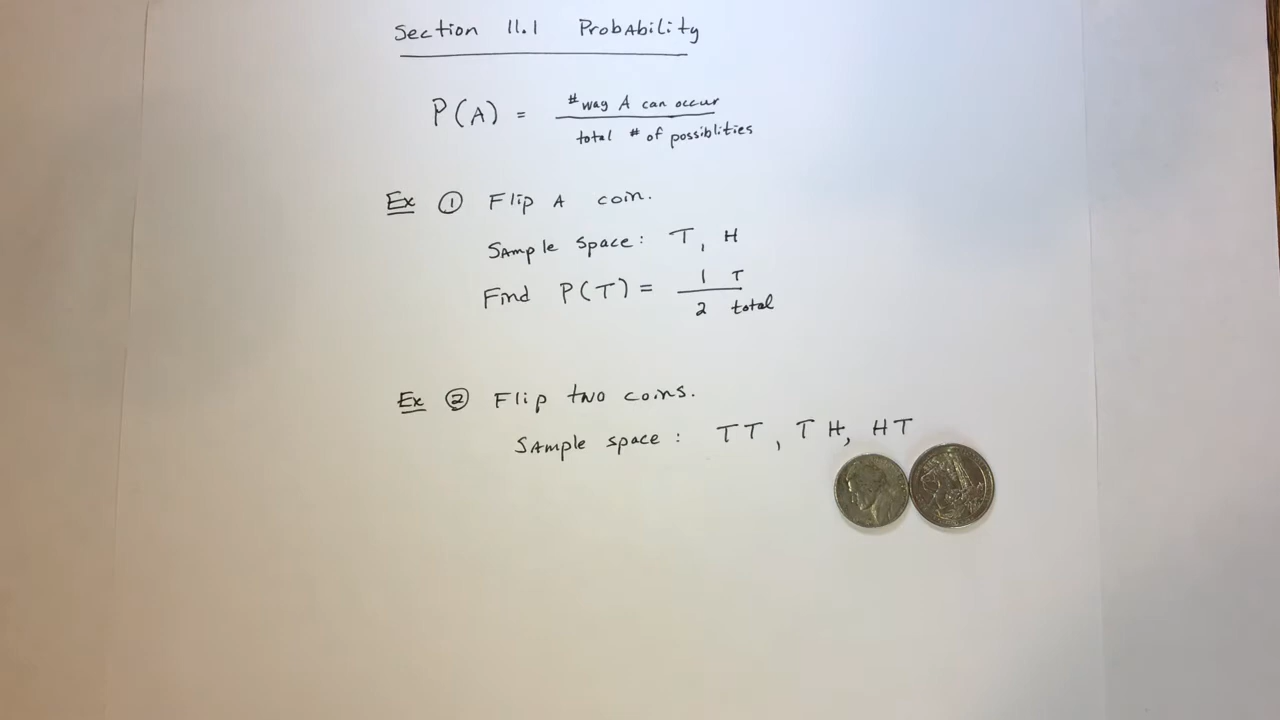 Section 11.1 Probability
P(A) = # way A can occur / total # of possiblities
Ex ① Flip A coin.
Sample space: T, H
Find P(T) = 1 T / 2 total
Ex ② Flip two coins.
Sample space: TT, TH, HT